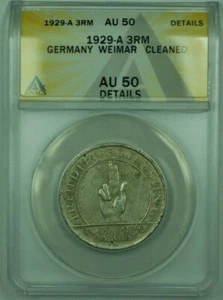 1929-A 3RM AU 50 DETAILS
1929-A 3RM
GERMANY WEIMAR CLEANED
AU 50
DETAILS